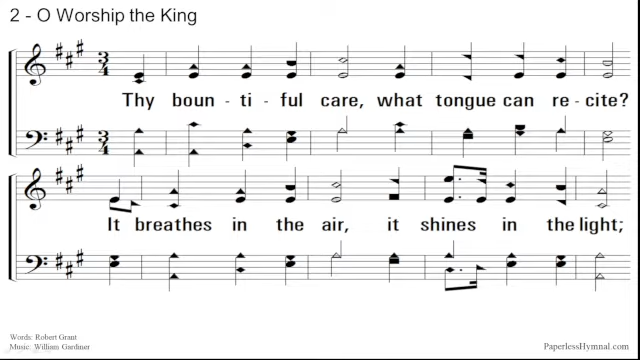 2 - O Worship the King
Thy boun - ti - ful care, what tongue can re - cite?
It breathes in the air, it shines in the light;
Words: Robert Grant
Music: William Gardiner
PaperlessHymnal.com